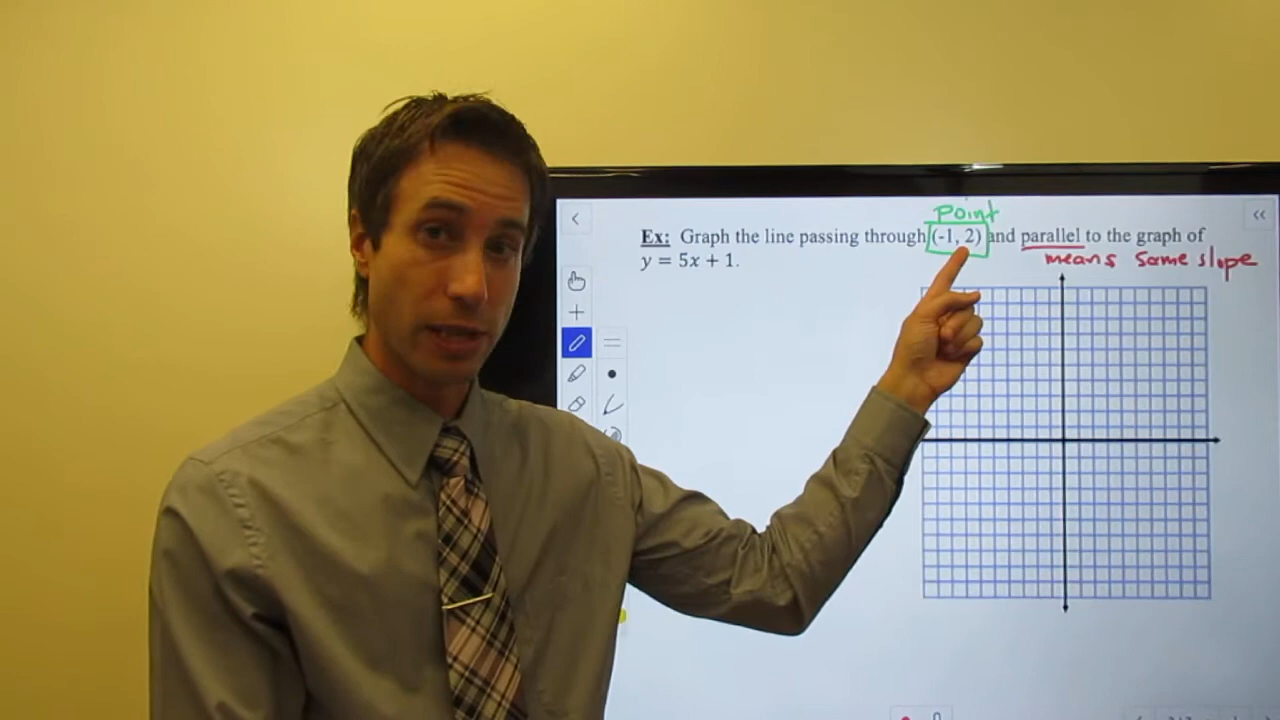 point
Ex: Graph the line passing through (-1, 2) and parallel to the graph of
y = 5x + 1.
means same slope